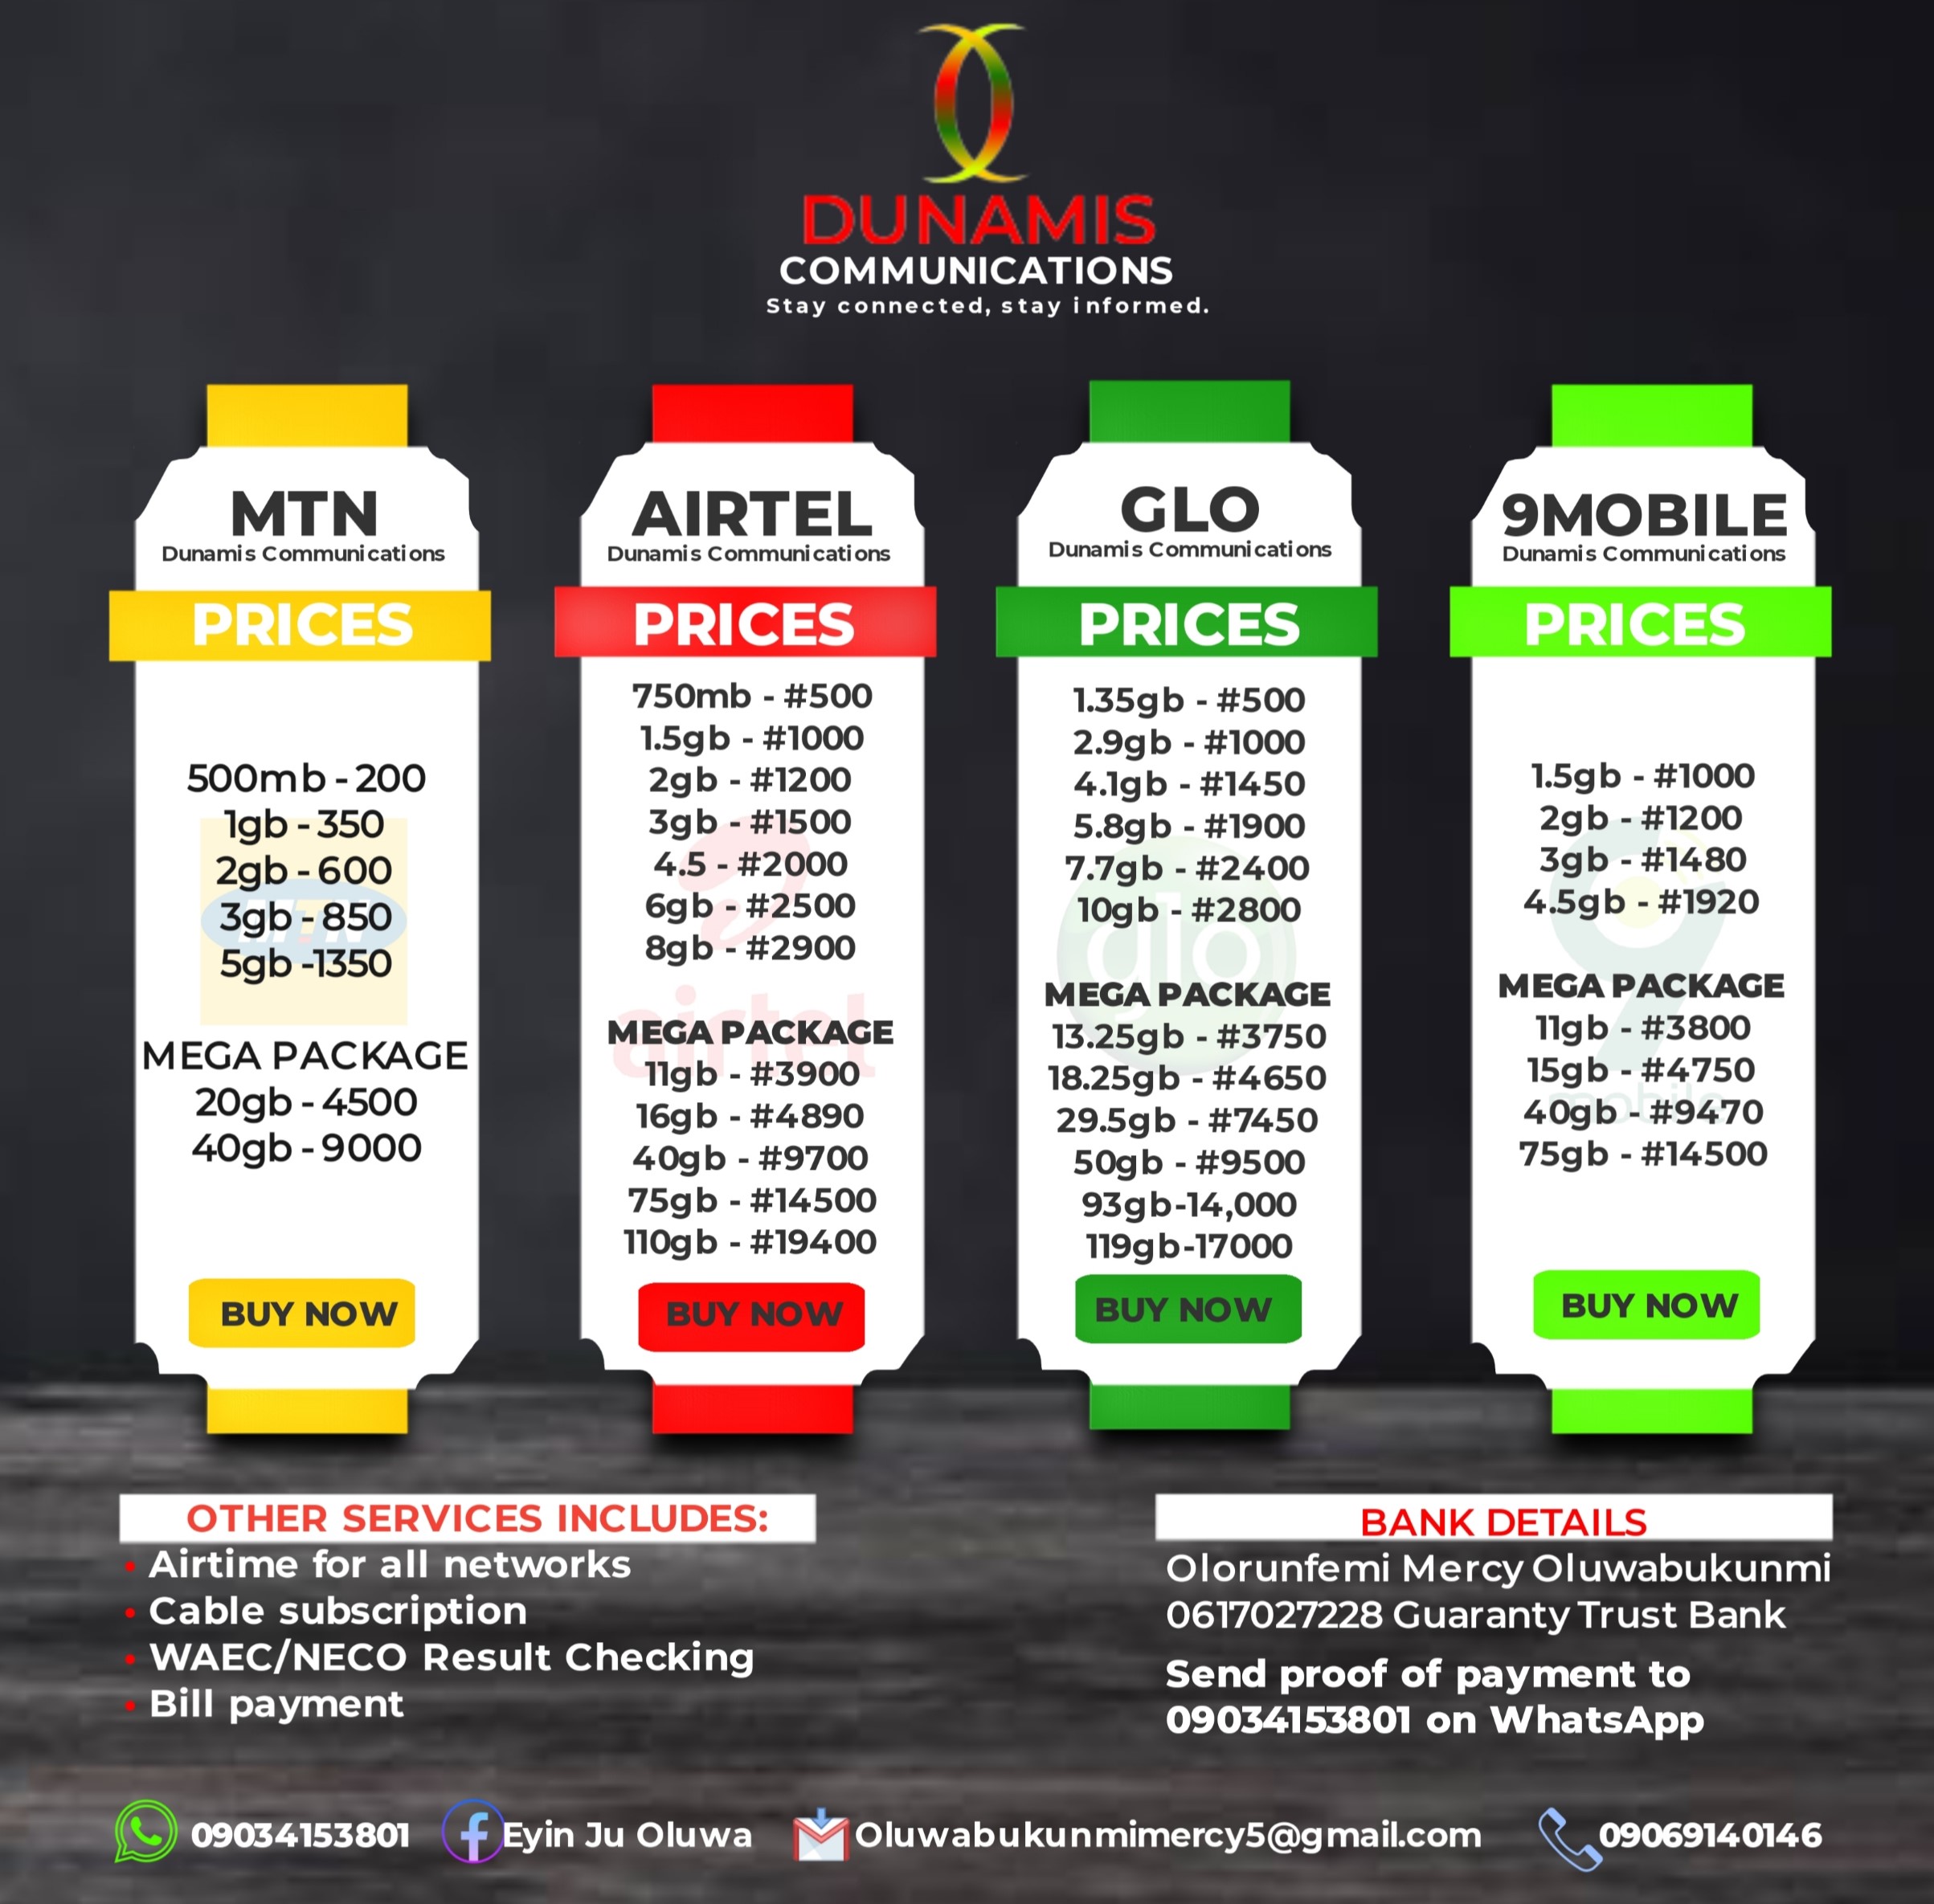 DUNAMIS
COMMUNICATIONS
Stay connected, stay informed.
MTN
Dunamis Communications
PRICES
500mb - 200
1gb - 350
2gb - 600
3gb - 850
5gb -1350
MEGA PACKAGE
20gb - 4500
40gb - 9000
BUY NOW
AIRTEL
Dunamis Communications
PRICES
750mb - #500
1.5gb - #1000
2gb - #1200
3gb - #1500
4.5 - #2000
6gb - #2500
8gb - #2900
airtel
MEGA PACKAGE
11gb - #3900
16gb - #4890
40gb - #9700
75gb - #14500
110gb - #19400
BUY NOW
GLO
Dunamis Communications
PRICES
1.35gb - #500
2.9gb - #1000
4.1gb - #1450
5.8gb - #1900
7.7gb - #2400
10gb - #2800
glo
MEGA PACKAGE
13.25gb - #3750
18.25gb - #4650
29.5gb - #7450
50gb - #9500
93gb-14,000
119gb-17000
BUY NOW
9MOBILE
Dunamis Communications
PRICES
1.5gb - #1000
2gb - #1200
3gb - #1480
4.5gb - #1920
MEGA PACKAGE
11gb - #3800
15gb - #4750
40gb - #9470
mobile
75gb - #14500
BUY NOW
OTHER SERVICES INCLUDES:
• Airtime for all networks
• Cable subscription
• WAEC/NECO Result Checking
• Bill payment
BANK DETAILS
Olorunfemi Mercy Oluwabukunmi
0617027228 Guaranty Trust Bank
Send proof of payment to
09034153801 on WhatsApp
09034153801
Eyin Ju Oluwa
Oluwabukunmimercy5@gmail.com
09069140146